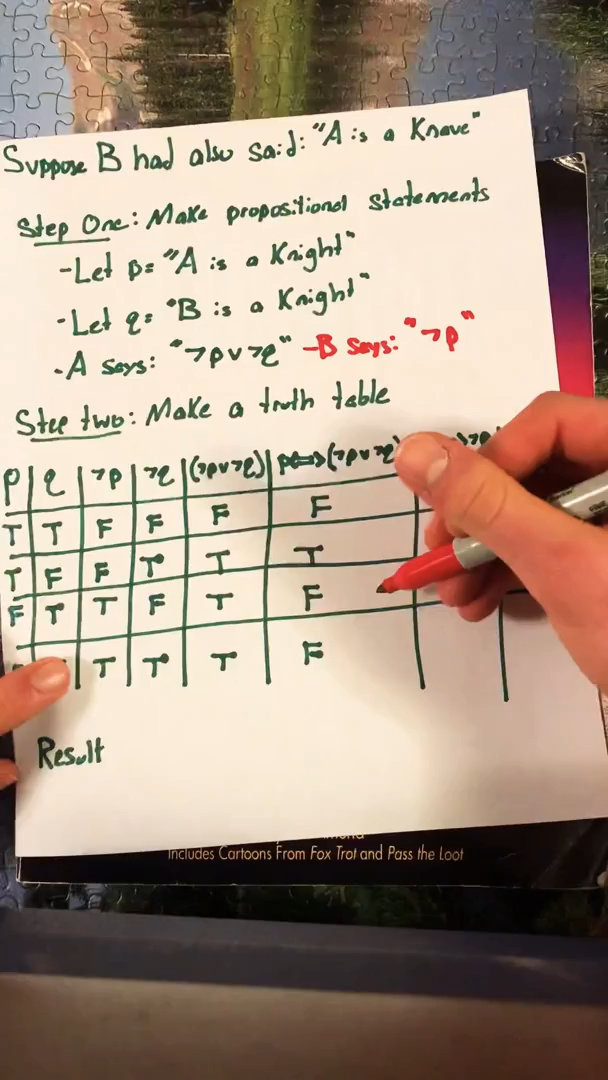 Suppose B had also said: "A is a Knave"
Step One: Make propositional statements
-Let p= "A is a Knight"
-Let q= "B is a Knight"
-A says: "¬p∨¬q" -B says: "¬p"
Step two: Make a truth table
p q ¬p ¬q (¬p∨¬q) p<=>(¬p∨¬q)
T T F F F F
T F F T T T
F T T F T F
T T T F
Result
Includes Cartoons From Fox Trot and Pass the Loot